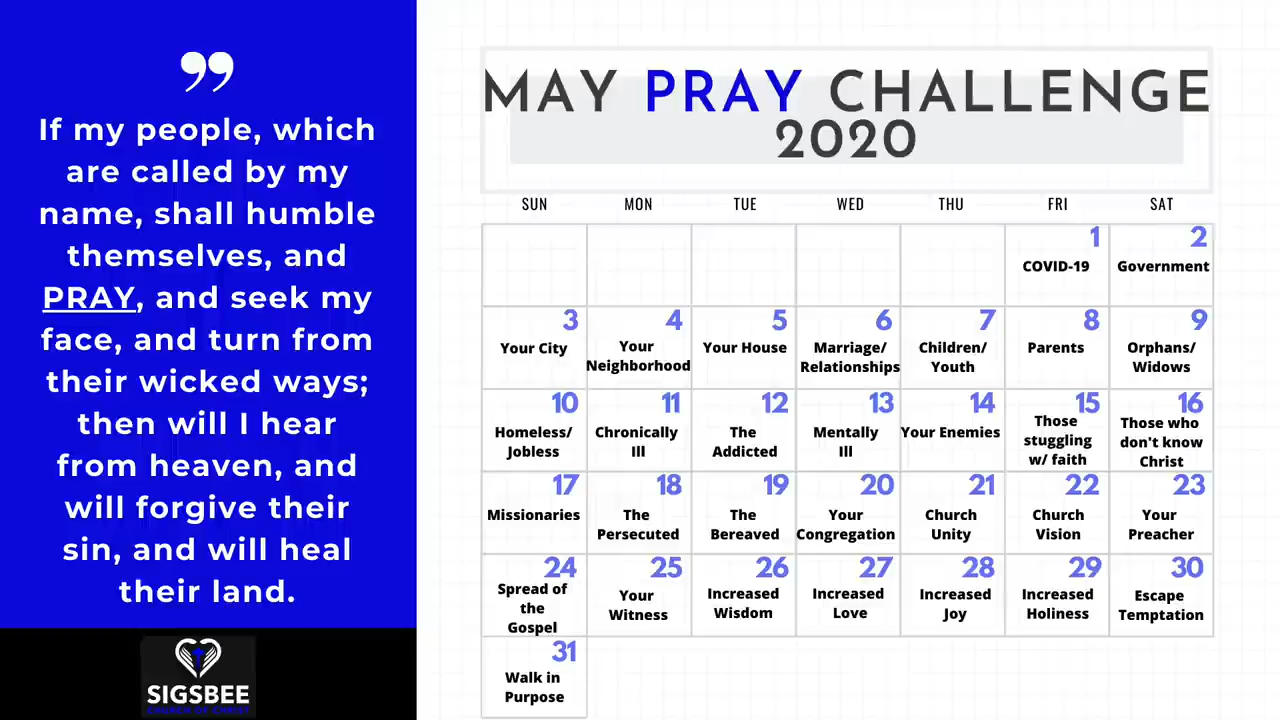 ”
If my people, which
are called by my
name, shall humble
themselves, and
PRAY, and seek my
face, and turn from
their wicked ways;
then will I hear
from heaven, and
will forgive their
sin, and will heal
their land.
SIGSBEE
CHURCH OF CHRIST
MAY PRAY CHALLENGE
2020
SUN MON TUE WED THU FRI SAT
1
COVID-19
2
Government
3
Your City
4
Your
Neighborhood
5
Your House
6
Marriage/
Relationships
7
Children/
Youth
8
Parents
9
Orphans/
Widows
10
Homeless/
Jobless
11
Chronically
Ill
12
The
Addicted
13
Mentally
Ill
14
Your Enemies
15
Those
stuggling
w/ faith
16
Those who
don't know
Christ
17
Missionaries
18
The
Persecuted
19
The
Bereaved
20
Your
Congregation
21
Church
Unity
22
Church
Vision
23
Your
Preacher
24
Spread of
the
Gospel
25
Your
Witness
26
Increased
Wisdom
27
Increased
Love
28
Increased
Joy
29
Increased
Holiness
30
Escape
Temptation
31
Walk in
Purpose